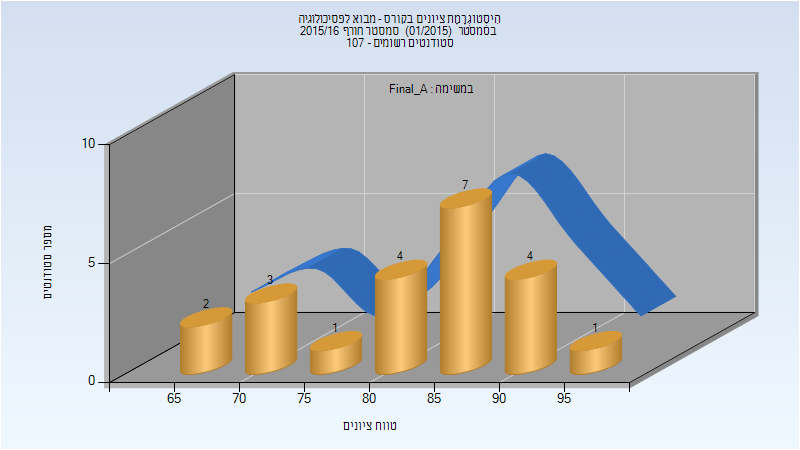 היסטוגרמת ציונים בקורס - מבוא לפסיכולוגיה
בסמסטר (01/2015) סמסטר חורף 2015/16
סטודנטים רשומים - 107
במשימה : Final_A
10
5
0
מספר סטודנטים
2
3
1
4
7
4
1
65
70
75
80
85
90
95
טווח ציונים